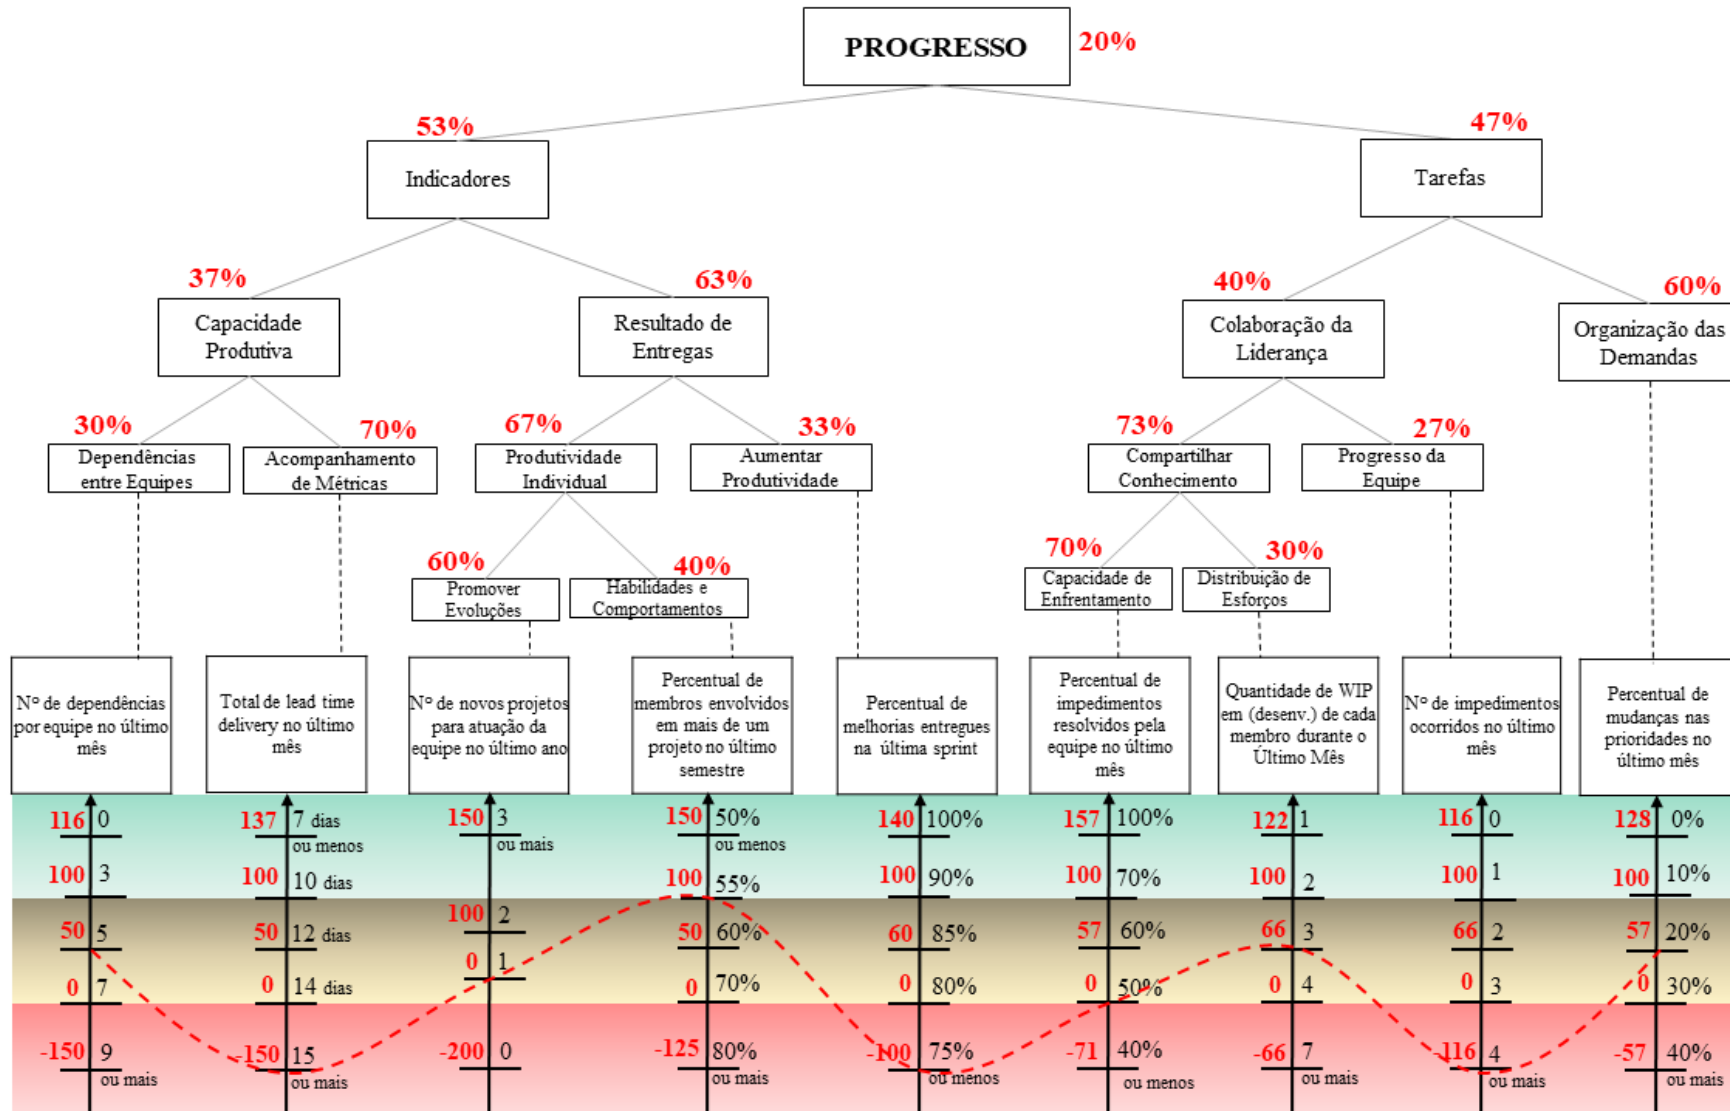 PROGRESSO
20%
53%
47%
Indicadores
Tarefas
37%
63%
40%
60%
Capacidade
Produtiva
Resultado de
Entregas
Colaboração da
Liderança
Organização das
Demandas
30%
70%
67%
33%
73%
27%
Dependências
entre Equipes
Acompanhamento
de Métricas
Produtividade
Individual
Aumentar
Produtividade
Compartilhar
Conhecimento
Progresso da
Equipe
60%
40%
70%
30%
Promover
Evoluções
Habilidades e
Comportamentos
Capacidade de
Enfrentamento
Distribuição de
Esforços
Nº de dependências
por equipe no último
mês
Total de lead time
delivery no último
mês
Nº de novos projetos
para atuação da
equipe no último ano
Percentual de
membros envolvidos
em mais de um
projeto no último
semestre
Percentual de
melhorias entregues
na última sprint
Percentual de
impedimentos
resolvidos pela
equipe no último
mês
Quantidade de WIP
em (desenv.) de cada
membro durante o
Último Mês
Nº de impedimentos
ocorridos no último
mês
Percentual de
mudanças nas
prioridades no
último mês
116 0
100 3
50 5
0 7
-150 9
ou mais
137 7 dias
ou menos
100 10 dias
50 12 dias
0 14 dias
-150 15
ou mais
150 3
ou mais
100 2
0 1
-200 0
150 50%
ou menos
100 55%
50 60%
0 70%
-125 80%
ou mais
140 100%
100 90%
60 85%
0 80%
-100 75%
ou menos
157 100%
100 70%
57 60%
0 50%
-71 40%
ou menos
122 1
100 2
66 3
0 4
-66 7
ou mais
116 0
100 1
66 2
0 3
-116 4
ou mais
128 0%
100 10%
57 20%
0 30%
-57 40%
ou mais